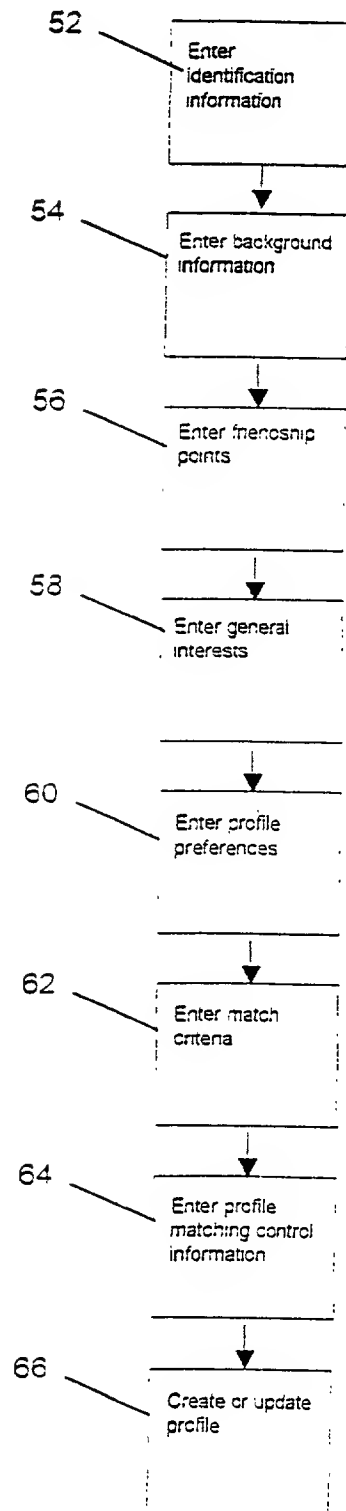 52
Enter
identification
information
54
Enter background
information
56
Enter friendship
points
58
Enter general
interests
60
Enter profile
preferences
62
Enter match
criteria
64
Enter profile
matching control
information
66
Create or update
profile